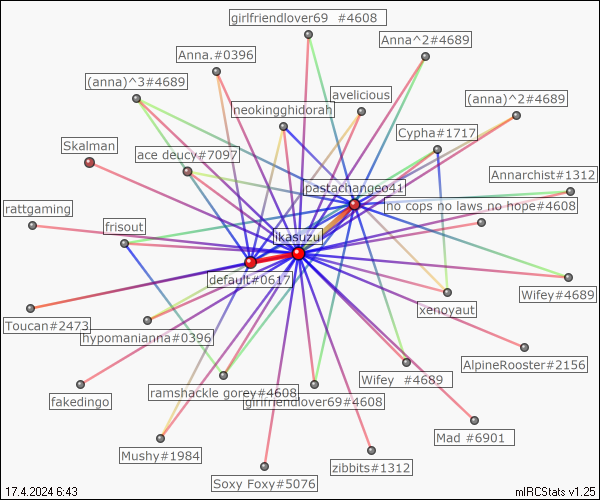 girlfriendlover69 #4608
Anna^2#4689
Anna.#0396
(anna)^3#4689
avelicious
(anna)^2#4689
neokingghidorah
Cypha#1717
Skalman
ace deucy#7097
Annarchist#1312
pastachangeo41
no cops no laws no hope#4608
rattgaming
frisout
ikasuzu
default#0617
Wifey#4689
xenoyaut
Toucan#2473
hypomanianna#0396
AlpineRooster#2156
Wifey #4689
ramshackle gorey#4608
girlfriendlover69#4608
fakedingo
Mad #6901
Mushy#1984
zibbits#1312
Soxy Foxy#5076
17.4.2024 6:43
mIRCStats v1.25